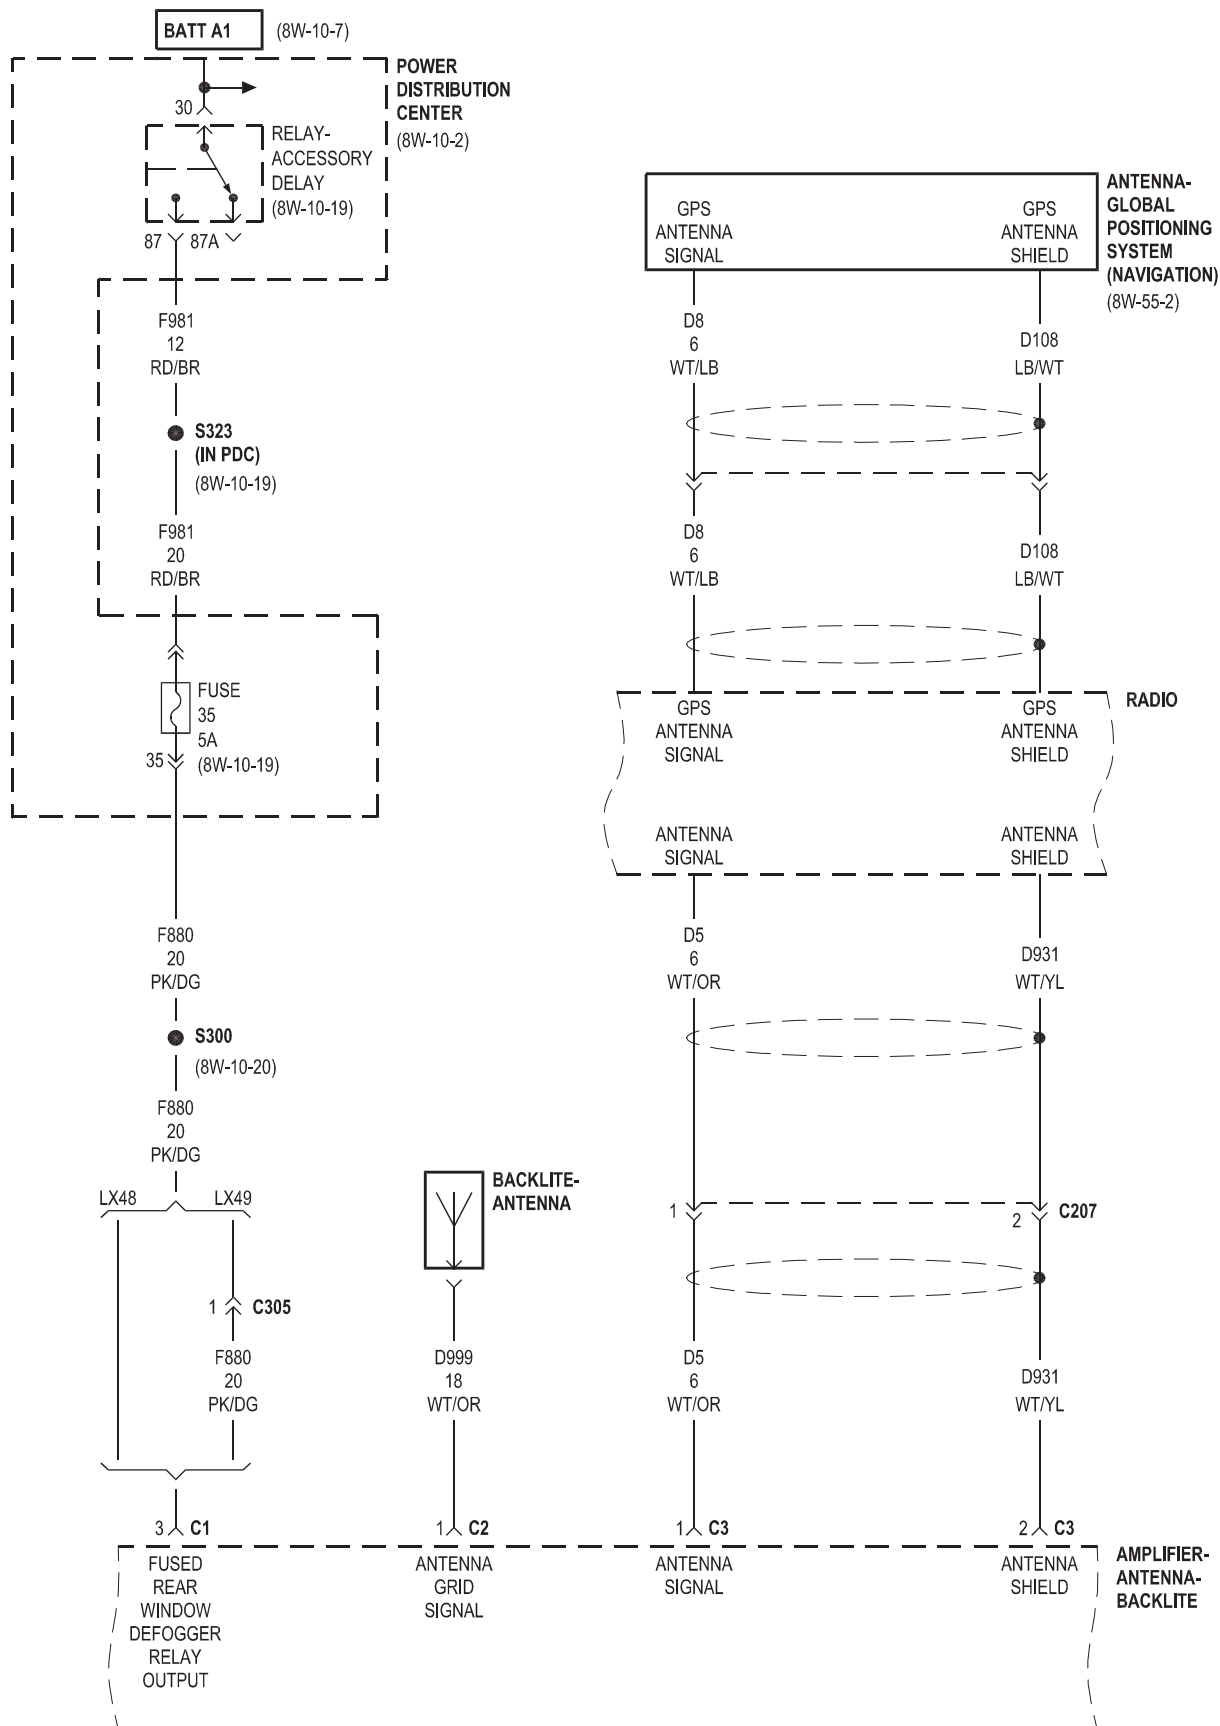 BATT A1 (8W-10-7)
POWER
DISTRIBUTION
CENTER
(8W-10-2)
30
RELAY-
ACCESSORY
DELAY
(8W-10-19)
87 87A
F981
12
RD/BR
S323
(IN PDC)
(8W-10-19)
F981
20
RD/BR
FUSE
35
5A
(8W-10-19)
35
F880
20
PK/DG
S300
(8W-10-20)
F880
20
PK/DG
LX48 LX49
1 C305
F880
20
PK/DG
3 C1
FUSED
REAR
WINDOW
DEFOGGER
RELAY
OUTPUT
BACKLITE-
ANTENNA
D999
18
WT/OR
1 C2
ANTENNA
GRID
SIGNAL
ANTENNA-
GLOBAL
POSITIONING
SYSTEM
(NAVIGATION)
(8W-55-2)
GPS
ANTENNA
SIGNAL
GPS
ANTENNA
SHIELD
D8
6
WT/LB
D108
LB/WT
D8
6
WT/LB
D108
LB/WT
RADIO
GPS
ANTENNA
SIGNAL
GPS
ANTENNA
SHIELD
ANTENNA
SIGNAL
ANTENNA
SHIELD
D5
6
WT/OR
D931
WT/YL
1
2 C207
D5
6
WT/OR
D931
WT/YL
1 C3
ANTENNA
SIGNAL
2 C3
ANTENNA
SHIELD
AMPLIFIER-
ANTENNA-
BACKLITE